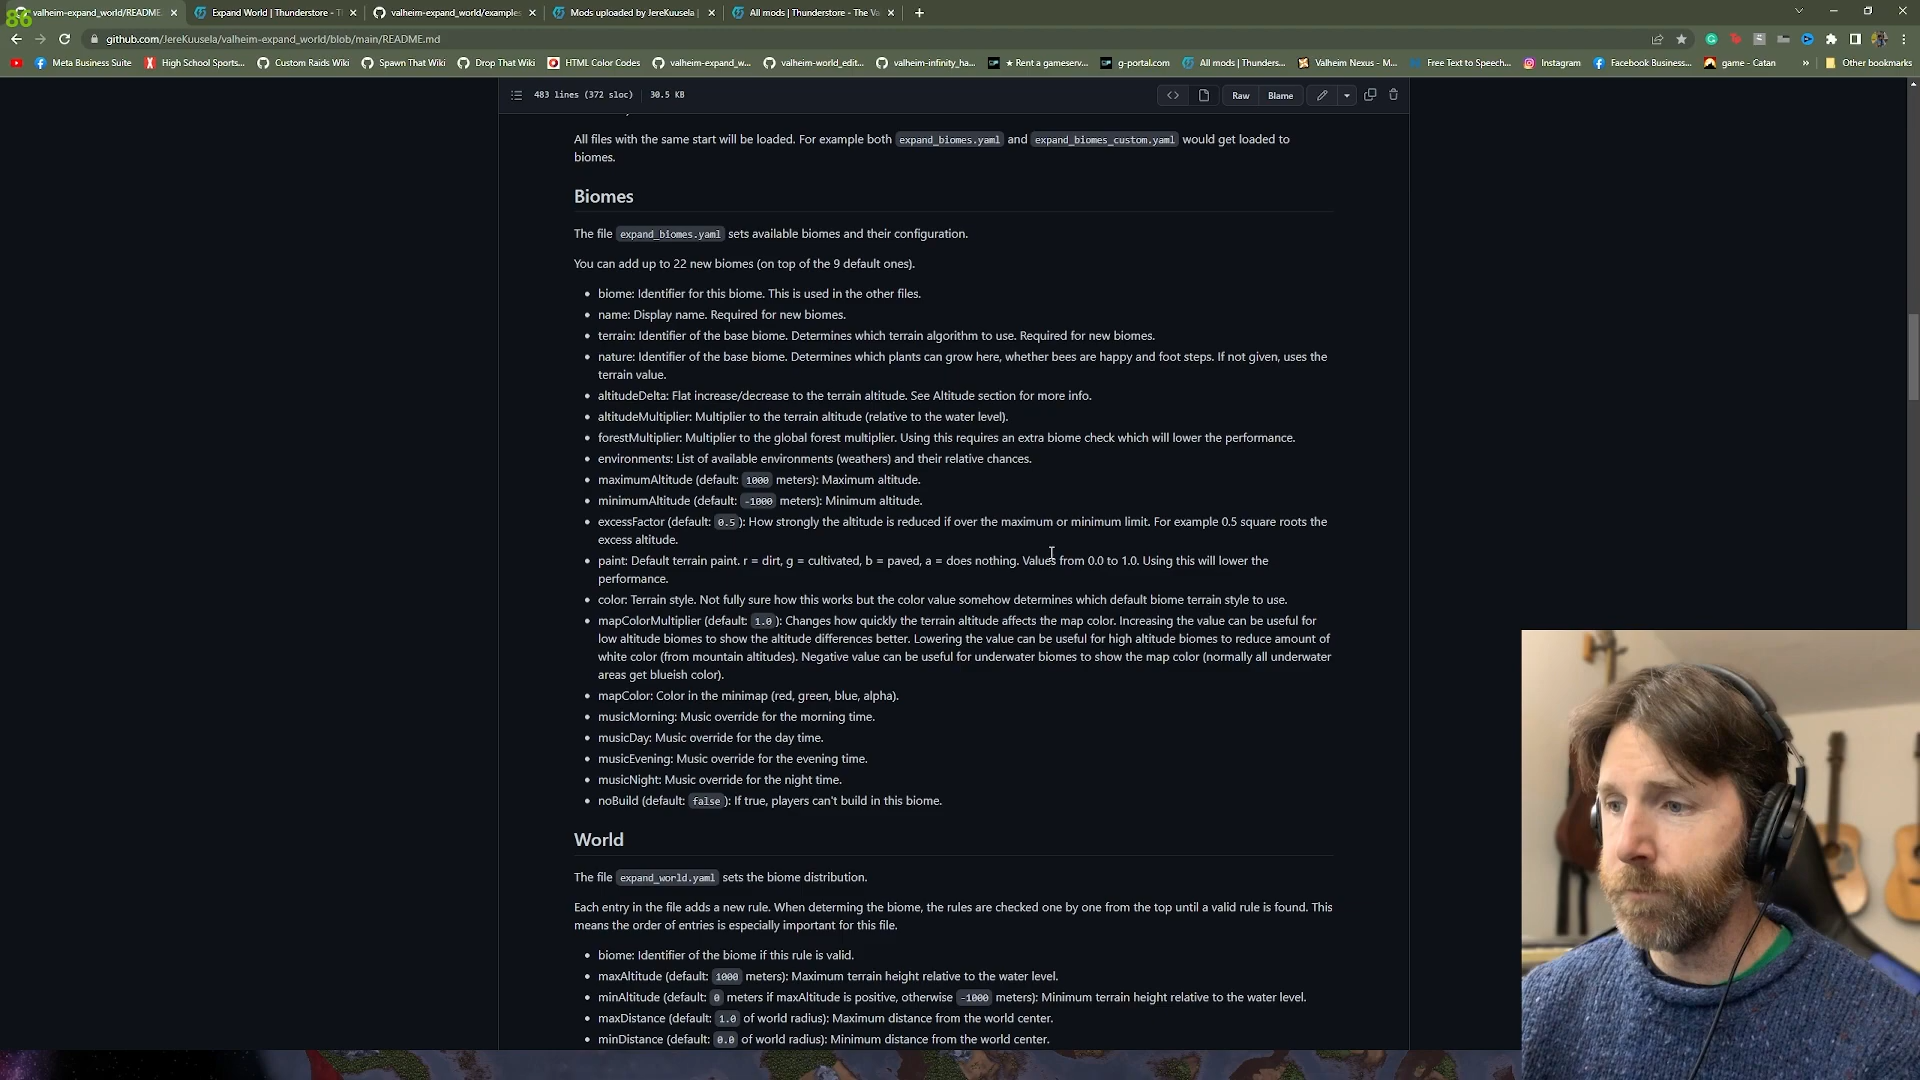 86
valheim-expand_world/README
Expand World | Thunderstore - T
valheim-expand_world/examples
Mods uploaded by JereKuusela |
All mods | Thunderstore - The Va
github.com/JereKuusela/valheim-expand_world/blob/main/README.md
Meta Business Suite
High School Sports...
Custom Raids Wiki
Spawn That Wiki
Drop That Wiki
HTML Color Codes
valheim-expand_w...
valheim-world_edit...
valheim-infinity_ha...
★ Rent a gameserv...
g-portal.com
All mods | Thunders...
Valheim Nexus - M...
Free Text to Speech...
Instagram
Facebook Business...
game - Catan
»
Other bookmarks
483 lines (372 sloc) 30.5 KB
Raw
Blame
All files with the same start will be loaded. For example both expand_biomes.yaml and expand_biomes_custom.yaml would get loaded to
biomes.
Biomes
The file expand_biomes.yaml sets available biomes and their configuration.
You can add up to 22 new biomes (on top of the 9 default ones).
• biome: Identifier for this biome. This is used in the other files.
• name: Display name. Required for new biomes.
• terrain: Identifier of the base biome. Determines which terrain algorithm to use. Required for new biomes.
• nature: Identifier of the base biome. Determines which plants can grow here, whether bees are happy and foot steps. If not given, uses the
terrain value.
• altitudeDelta: Flat increase/decrease to the terrain altitude. See Altitude section for more info.
• altitudeMultiplier: Multiplier to the terrain altitude (relative to the water level).
• forestMultiplier: Multiplier to the global forest multiplier. Using this requires an extra biome check which will lower the performance.
• environments: List of available environments (weathers) and their relative chances.
• maximumAltitude (default: 1000 meters): Maximum altitude.
• minimumAltitude (default: -1000 meters): Minimum altitude.
• excessFactor (default: 0.5): How strongly the altitude is reduced if over the maximum or minimum limit. For example 0.5 square roots the
excess altitude.
• paint: Default terrain paint. r = dirt, g = cultivated, b = paved, a = does nothing. Values from 0.0 to 1.0. Using this will lower the
performance.
• color: Terrain style. Not fully sure how this works but the color value somehow determines which default biome terrain style to use.
• mapColorMultiplier (default: 1.0): Changes how quickly the terrain altitude affects the map color. Increasing the value can be useful for
low altitude biomes to show the altitude differences better. Lowering the value can be useful for high altitude biomes to reduce amount of
white color (from mountain altitudes). Negative value can be useful for underwater biomes to show the map color (normally all underwater
areas get blueish color).
• mapColor: Color in the minimap (red, green, blue, alpha).
• musicMorning: Music override for the morning time.
• musicDay: Music override for the day time.
• musicEvening: Music override for the evening time.
• musicNight: Music override for the night time.
• noBuild (default: false): If true, players can't build in this biome.
World
The file expand_world.yaml sets the biome distribution.
Each entry in the file adds a new rule. When determing the biome, the rules are checked one by one from the top until a valid rule is found. This
means the order of entries is especially important for this file.
• biome: Identifier of the biome if this rule is valid.
• maxAltitude (default: 1000 meters): Maximum terrain height relative to the water level.
• minAltitude (default: 0 meters if maxAltitude is positive, otherwise -1000 meters): Minimum terrain height relative to the water level.
• maxDistance (default: 1.0 of world radius): Maximum distance from the world center.
• minDistance (default: 0.0 of world radius): Minimum distance from the world center.